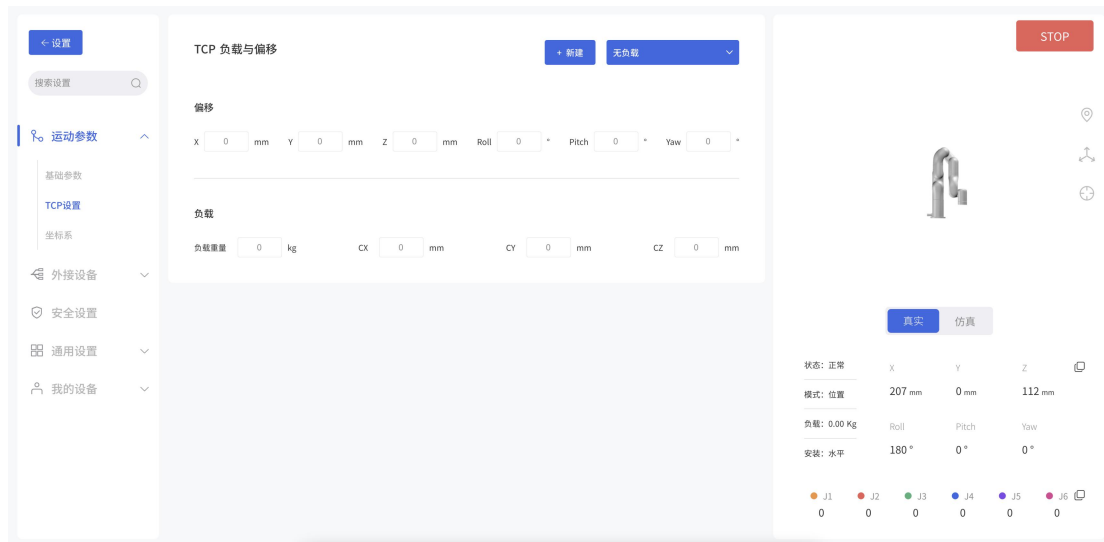 ← 设置
搜索设置
运动参数
基础参数
TCP设置
坐标系
外接设备
安全设置
通用设置
我的设备
TCP 负载与偏移
+ 新建 无负载
偏移
X 0 mm Y 0 mm Z 0 mm Roll 0 ° Pitch 0 ° Yaw 0 °
负载
负载重量 0 kg CX 0 mm CY 0 mm CZ 0 mm
STOP
真实 仿真
状态：正常
模式：位置
负载：0.00 Kg
安装：水平
X Y Z
207 mm 0 mm 112 mm
Roll Pitch Yaw
180 ° 0 ° 0 °
J1 J2 J3 J4 J5 J6
0 0 0 0 0 0